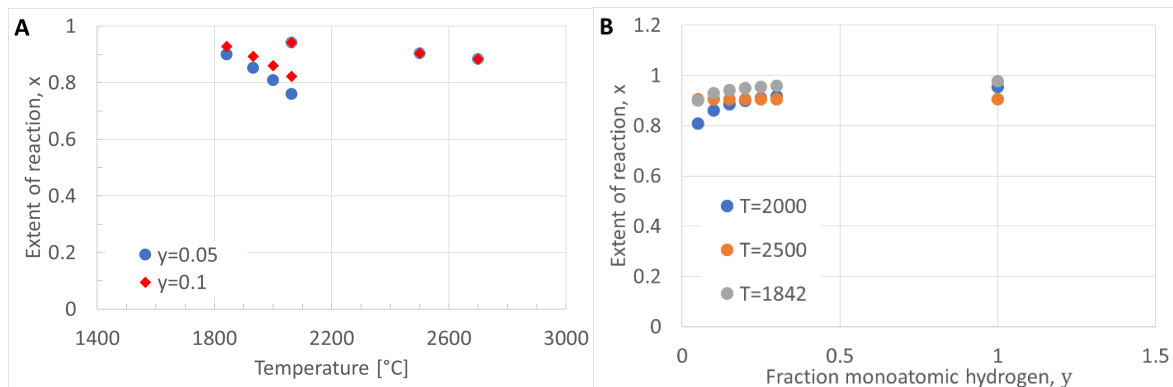 A
Extent of reaction, x
1
0.8
0.6
0.4
0.2
0
y=0.05
y=0.1
1400
1800
2200
2600
3000
Temperature [°C]
B
Extent of reaction, x
1.2
1
0.8
0.6
0.4
0.2
0
T=2000
T=2500
T=1842
0
0.5
1
1.5
Fraction monoatomic hydrogen, y